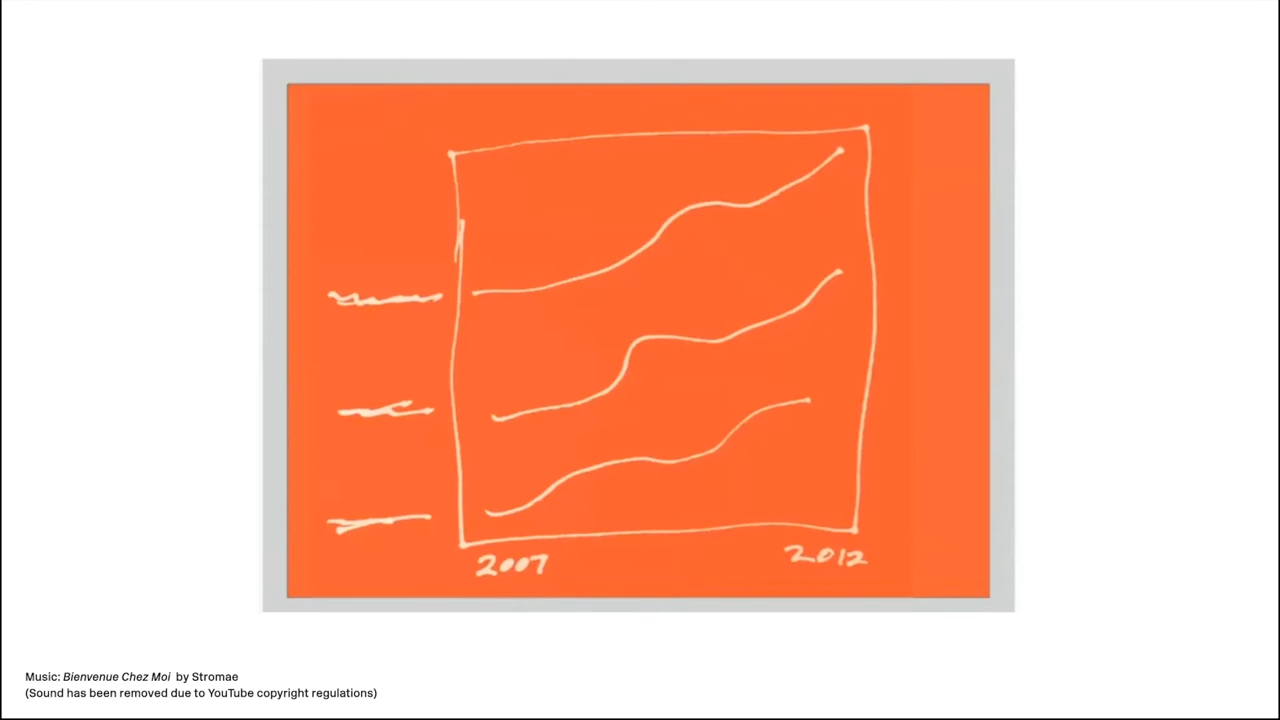 2007
2012
Music: Bienvenue Chez Moi by Stromae
(Sound has been removed due to YouTube copyright regulations)